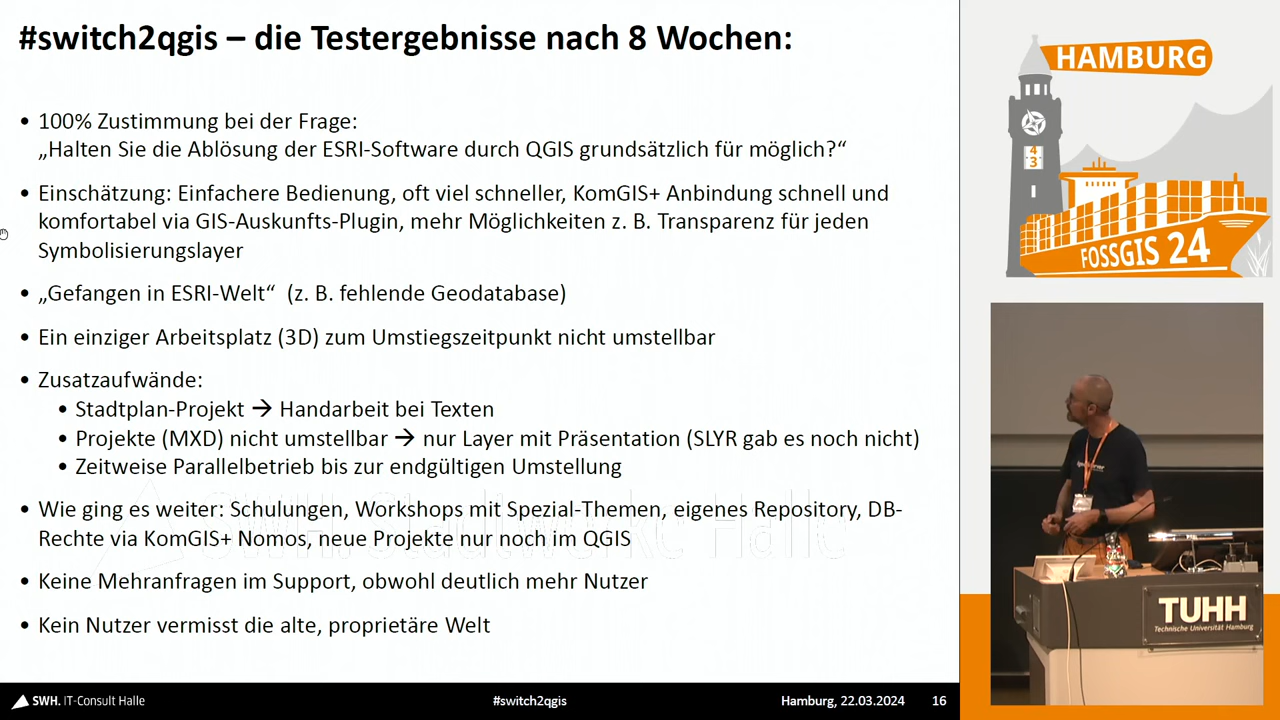 #switch2qgis – die Testergebnisse nach 8 Wochen:
• 100% Zustimmung bei der Frage:
„Halten Sie die Ablösung der ESRI-Software durch QGIS grundsätzlich für möglich?“
• Einschätzung: Einfachere Bedienung, oft viel schneller, KomGIS+ Anbindung schnell und
komfortabel via GIS-Auskunfts-Plugin, mehr Möglichkeiten z. B. Transparenz für jeden
Symbolisierungslayer
• „Gefangen in ESRI-Welt“ (z. B. fehlende Geodatabase)
• Ein einziger Arbeitsplatz (3D) zum Umstiegszeitpunkt nicht umstellbar
• Zusatzaufwände:
• Stadtplan-Projekt → Handarbeit bei Texten
• Projekte (MXD) nicht umstellbar → nur Layer mit Präsentation (SLYR gab es noch nicht)
• Zeitweise Parallelbetrieb bis zur endgültigen Umstellung
SWH. Stadtwerke Halle
• Wie ging es weiter: Schulungen, Workshops mit Spezial-Themen, eigenes Repository, DB-
Rechte via KomGIS+ Nomos, neue Projekte nur noch im QGIS
• Keine Mehranfragen im Support, obwohl deutlich mehr Nutzer
• Kein Nutzer vermisst die alte, proprietäre Welt
SWH. IT-Consult Halle
#switch2qgis
Hamburg, 22.03.2024
16
HAMBURG
4
3
FOSSGIS 24
TUHH
Technische Universität Hamburg